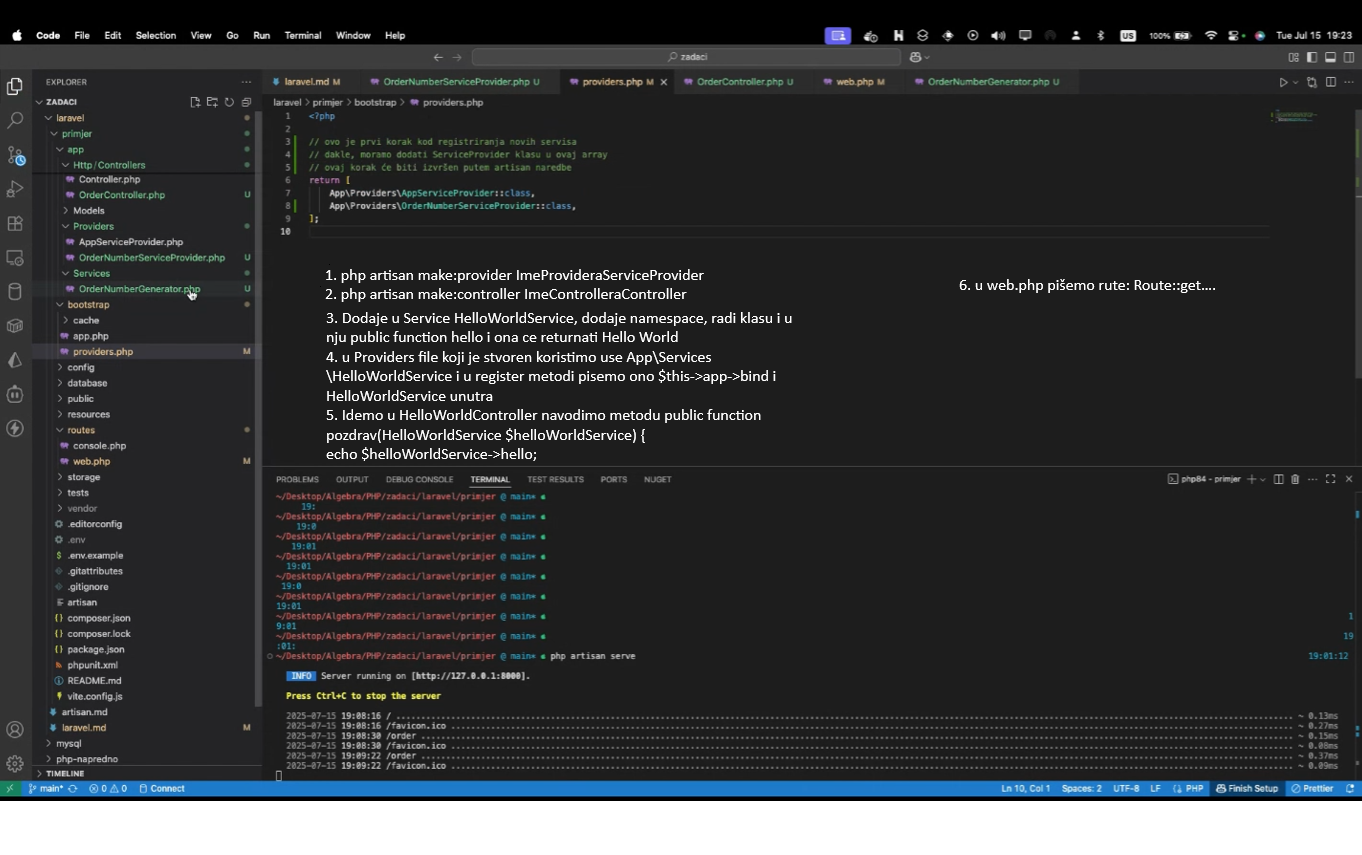 Code File Edit Selection View Go Run Terminal Window Help US 100% Tue Jul 15 19:23
zadaci
EXPLORER
ZADACI
laravel
primjer
app
Http / Controllers
Controller.php
OrderController.php U
Models
Providers
AppServiceProvider.php
OrderNumberServiceProvider.php U
Services
OrderNumberGenerator.php U
bootstrap
cache
app.php
providers.php M
config
database
public
resources
routes
console.php
web.php M
storage
tests
vendor
.editorconfig
.env
$ .env.example
.gitattributes
.gitignore
artisan
{} composer.json
{} composer.lock
{} package.json
phpunit.xml
README.md
vite.config.js
artisan.md
laravel.md M
mysql
php-napredno
TIMELINE
laravel.md M OrderNumberServiceProvider.php U providers.php M OrderController.php U web.php M OrderNumberGenerator.php U
laravel > primjer > bootstrap > providers.php
1 <?php
2
3 // ovo je prvi korak kod registriranja novih servisa
4 // dakle, moramo dodati ServiceProvider klasu u ovaj array
5 // ovaj korak će biti izvršen putem artisan naredbe
6 return [
7 App\Providers\AppServiceProvider::class,
8 App\Providers\OrderNumberServiceProvider::class,
9 ];
10
1. php artisan make:provider ImeProvideraServiceProvider
2. php artisan make:controller ImeControlleraController
3. Dodaje u Service HelloWorldService, dodaje namespace, radi klasu i u
nju public function hello i ona ce returnati Hello World
4. u Providers file koji je stvoren koristimo use App\Services
\HelloWorldService i u register metodi pisemo ono $this->app->bind i
HelloWorldService unutra
5. Idemo u HelloWorldController navodimo metodu public function
pozdrav(HelloWorldService $helloWorldService) {
echo $helloWorldService->hello;
6. u web.php pišemo rute: Route::get....
PROBLEMS OUTPUT DEBUG CONSOLE TERMINAL TEST RESULTS PORTS NUGET php84 - primjer
~/Desktop/Algebra/PHP/zadaci/laravel/primjer @ main*
19:
~/Desktop/Algebra/PHP/zadaci/laravel/primjer @ main*
19:0
~/Desktop/Algebra/PHP/zadaci/laravel/primjer @ main*
19:01
~/Desktop/Algebra/PHP/zadaci/laravel/primjer @ main*
19:01
~/Desktop/Algebra/PHP/zadaci/laravel/primjer @ main*
19:0
~/Desktop/Algebra/PHP/zadaci/laravel/primjer @ main*
19:01
~/Desktop/Algebra/PHP/zadaci/laravel/primjer @ main* 1
9:01
~/Desktop/Algebra/PHP/zadaci/laravel/primjer @ main* 19
:01:
~/Desktop/Algebra/PHP/zadaci/laravel/primjer @ main* php artisan serve 19:01:12
INFO Server running on [http://127.0.0.1:8000].
Press Ctrl+C to stop the server
2025-07-15 19:08:16 / ~ 0.13ms
2025-07-15 19:08:16 /favicon.ico ~ 0.27ms
2025-07-15 19:08:30 /order ~ 0.15ms
2025-07-15 19:08:30 /favicon.ico ~ 0.08ms
2025-07-15 19:09:22 /order ~ 0.37ms
2025-07-15 19:09:22 /favicon.ico ~ 0.09ms
main* 0 0 Connect Ln 10, Col 1 Spaces: 2 UTF-8 LF PHP Finish Setup Prettier